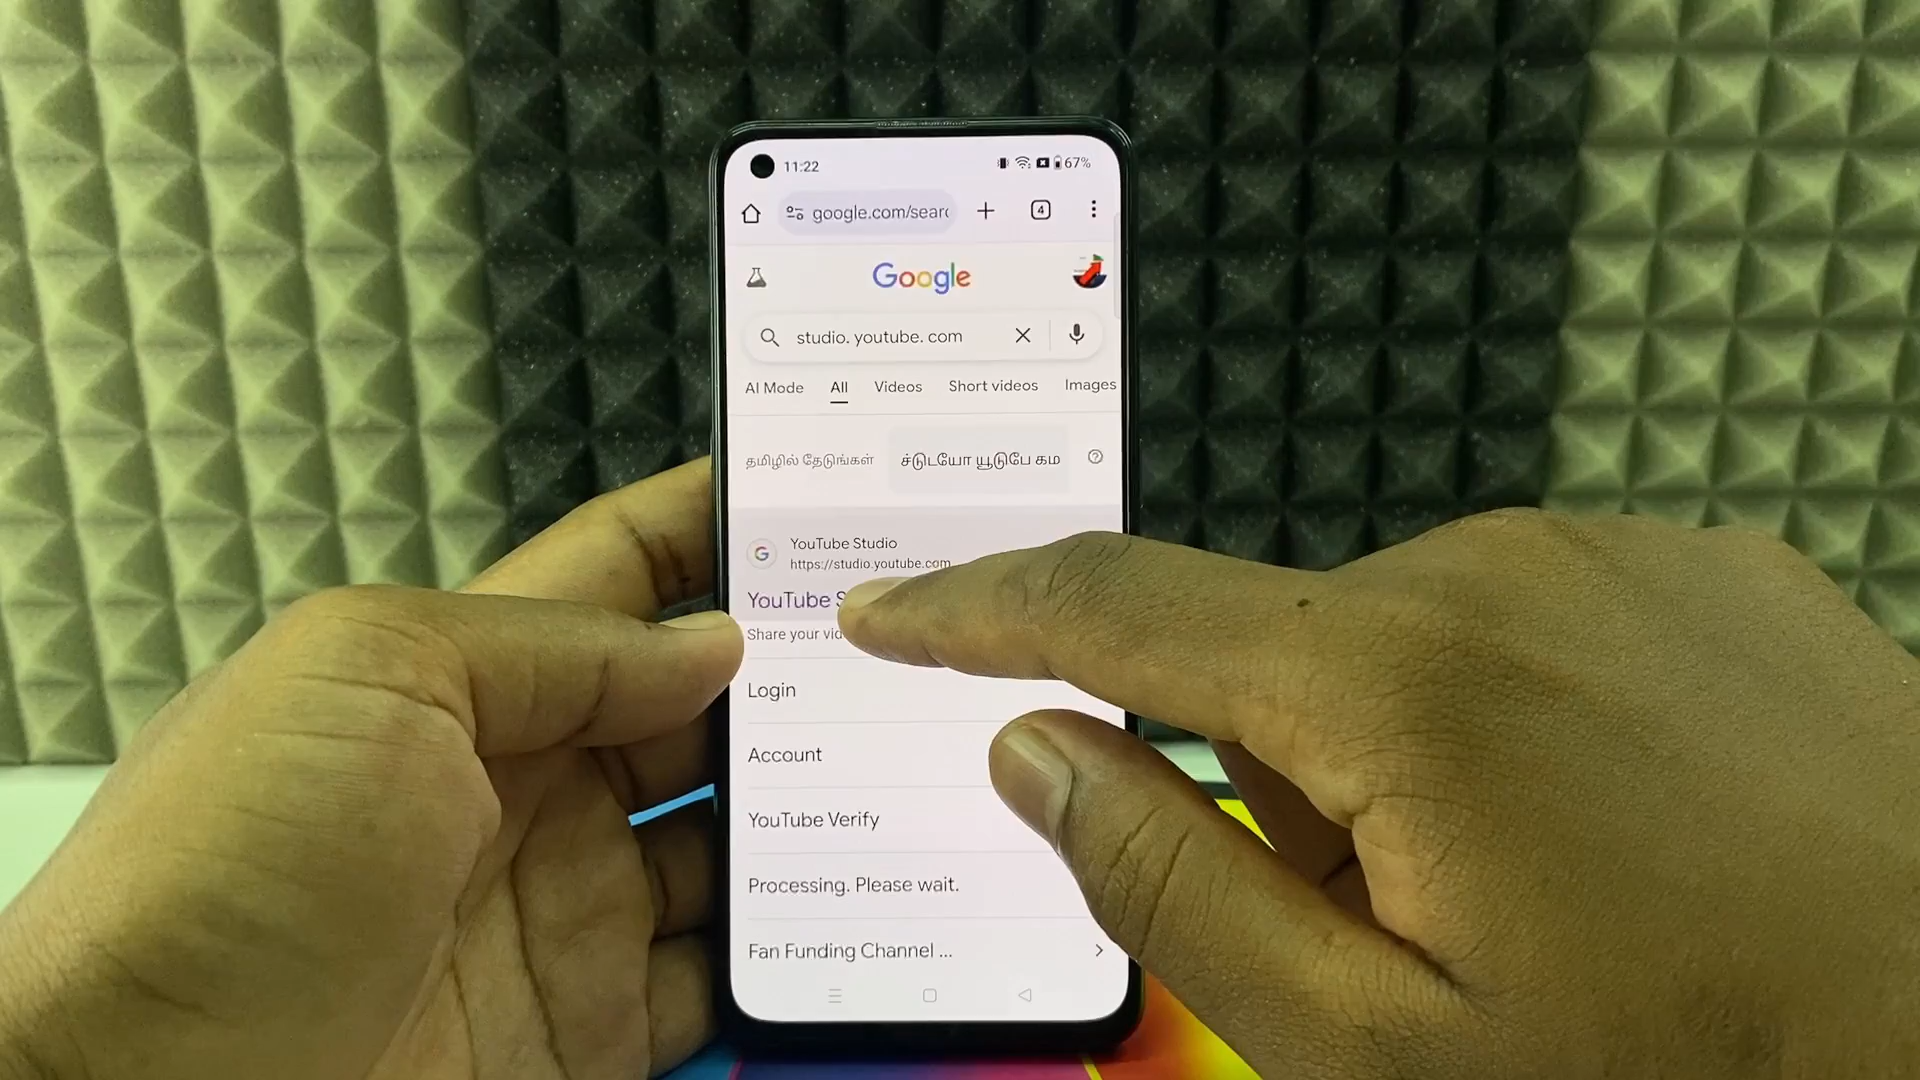 11:22
67%
google.com/searc
4
Google
studio. youtube. com
AI Mode All Videos Short videos Images
தமிழில் தேடுங்கள் ச்டுடயோ யூடுபே கம
G
YouTube Studio
https://studio.youtube.com
YouTube
Share your
Login
Account
YouTube Verify
Processing. Please wait.
Fan Funding Channel ...